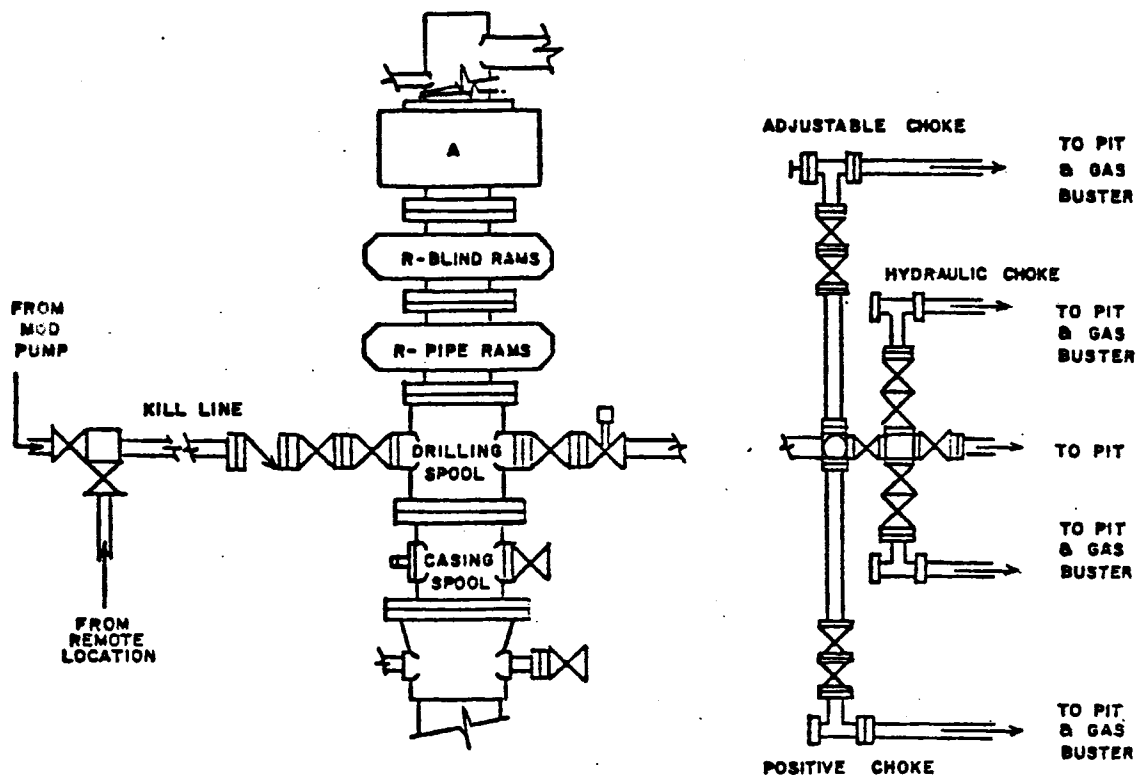 A
R-BLIND RAMS
R- PIPE RAMS
FROM
MUD
PUMP
KILL LINE
DRILLING
SPOOL
CASING
SPOOL
FROM
REMOTE
LOCATION
ADJUSTABLE CHOKE
TO PIT
& GAS
BUSTER
HYDRAULIC CHOKE
TO PIT
& GAS
BUSTER
TO PIT
TO PIT
& GAS
BUSTER
TO PIT
& GAS
BUSTER
POSITIVE CHOKE